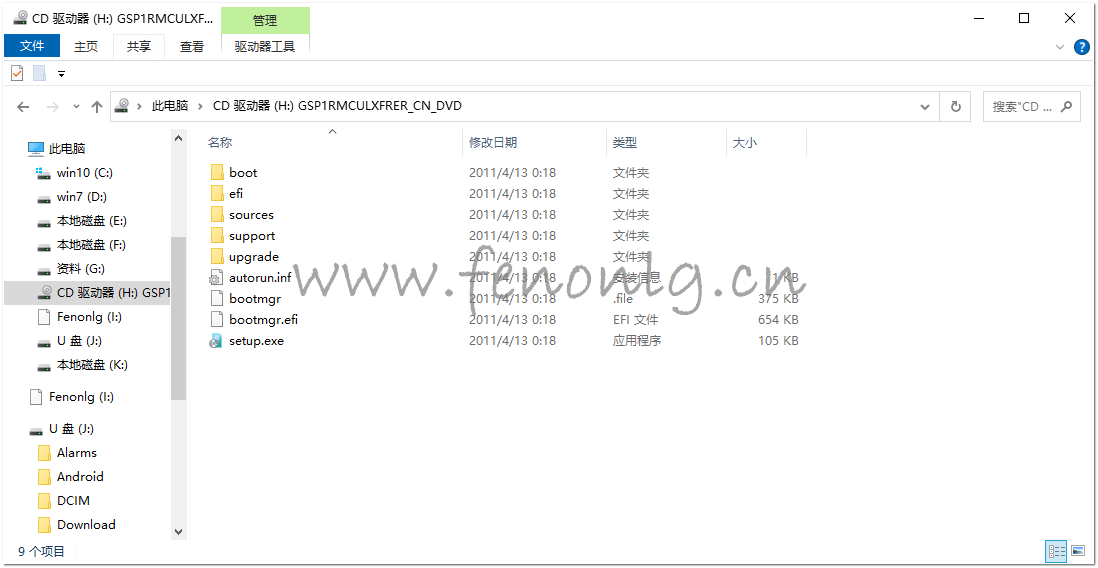 CD 驱动器 (H:) GSP1RMCULXF... 管理
文件 主页 共享 查看 驱动器工具
此电脑 CD 驱动器 (H:) GSP1RMCULXFRER_CN_DVD 搜索"CD ...
名称 修改日期 类型 大小
此电脑
win10 (C:)
win7 (D:)
本地磁盘 (E:)
本地磁盘 (F:)
资料 (G:)
CD 驱动器 (H:) GSP1
Fenonlg (I:)
U 盘 (J:)
本地磁盘 (K:)
Fenonlg (I:)
U 盘 (J:)
Alarms
Android
DCIM
Download
boot 2011/4/13 0:18 文件夹
efi 2011/4/13 0:18 文件夹
sources 2011/4/13 0:18 文件夹
support 2011/4/13 0:18 文件夹
upgrade 2011/4/13 0:18 文件夹
autorun.inf 2011/4/13 0:18 安装信息 1 KB
bootmgr 2011/4/13 0:18 .file 375 KB
bootmgr.efi 2011/4/13 0:18 EFI 文件 654 KB
setup.exe 2011/4/13 0:18 应用程序 105 KB
www.fenonlg.cn
9 个项目